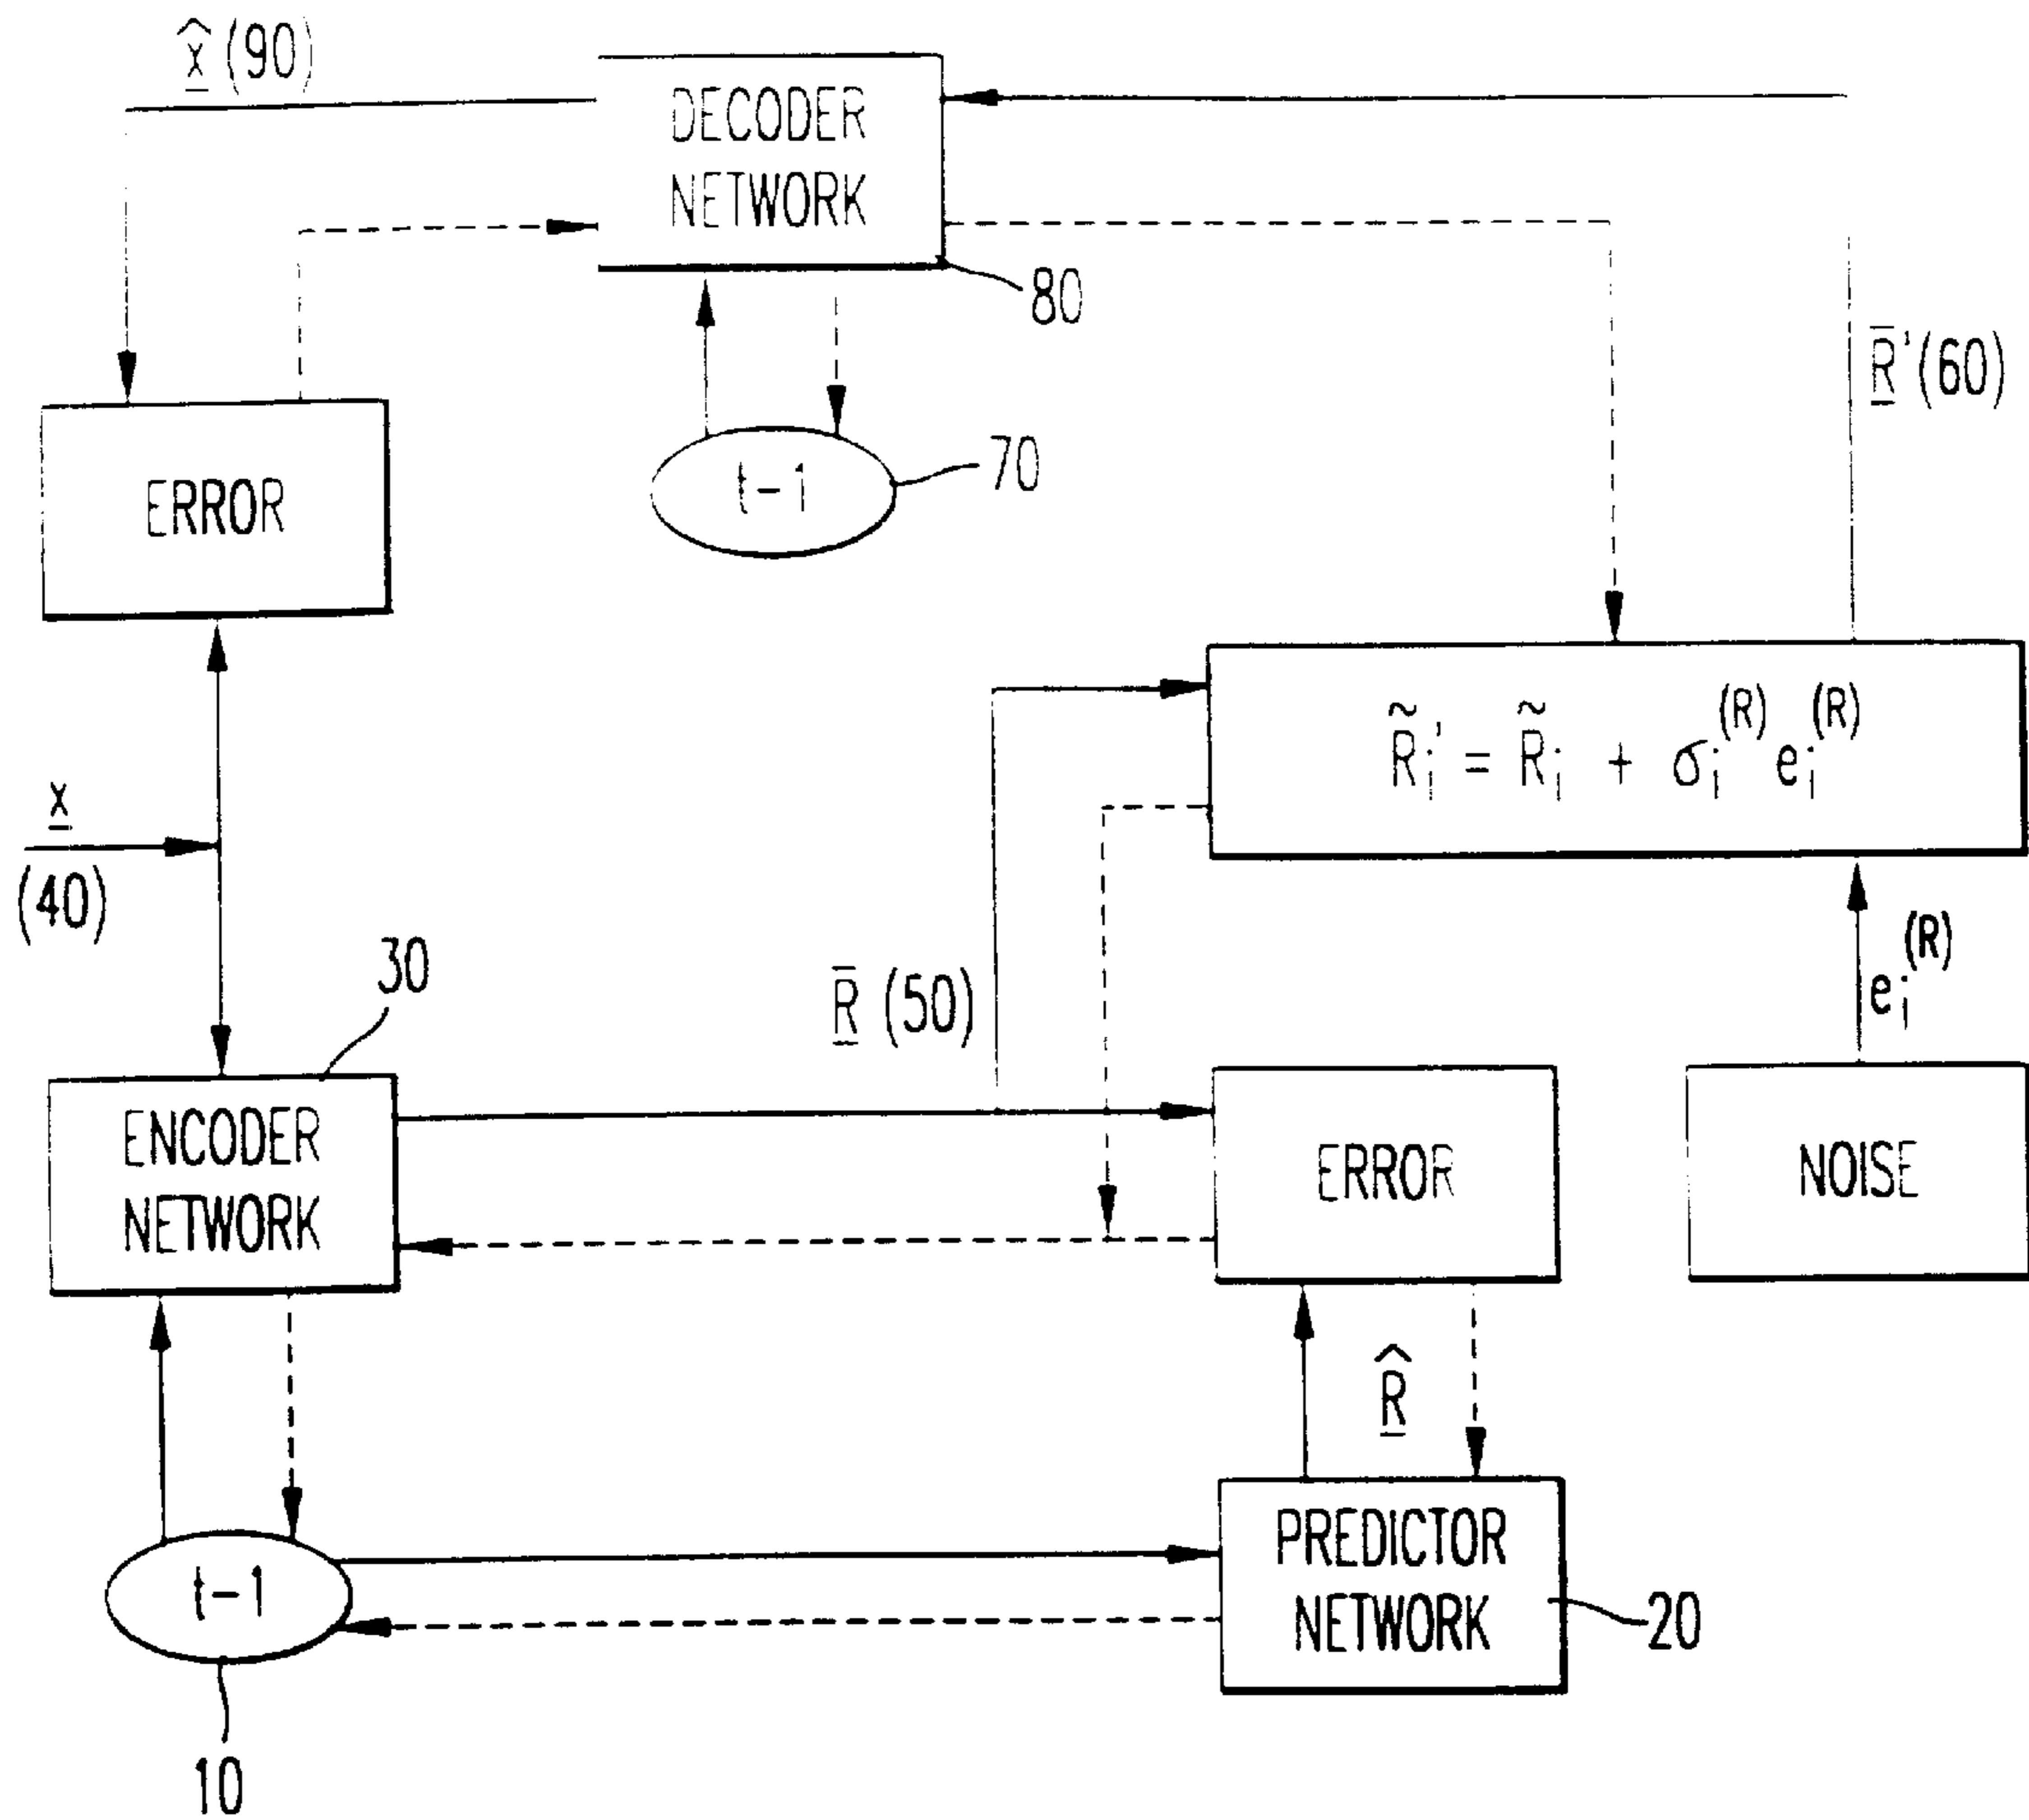 x̂ (90)
DECODER
NETWORK
80
R̄'(60)
ERROR
t-1
70
R̃i' = R̃i + σi(R) ei(R)
x
(40)
30
R̄ (50)
ei(R)
ENCODER
NETWORK
ERROR
NOISE
R̂
t-1
PREDICTOR
NETWORK
20
10